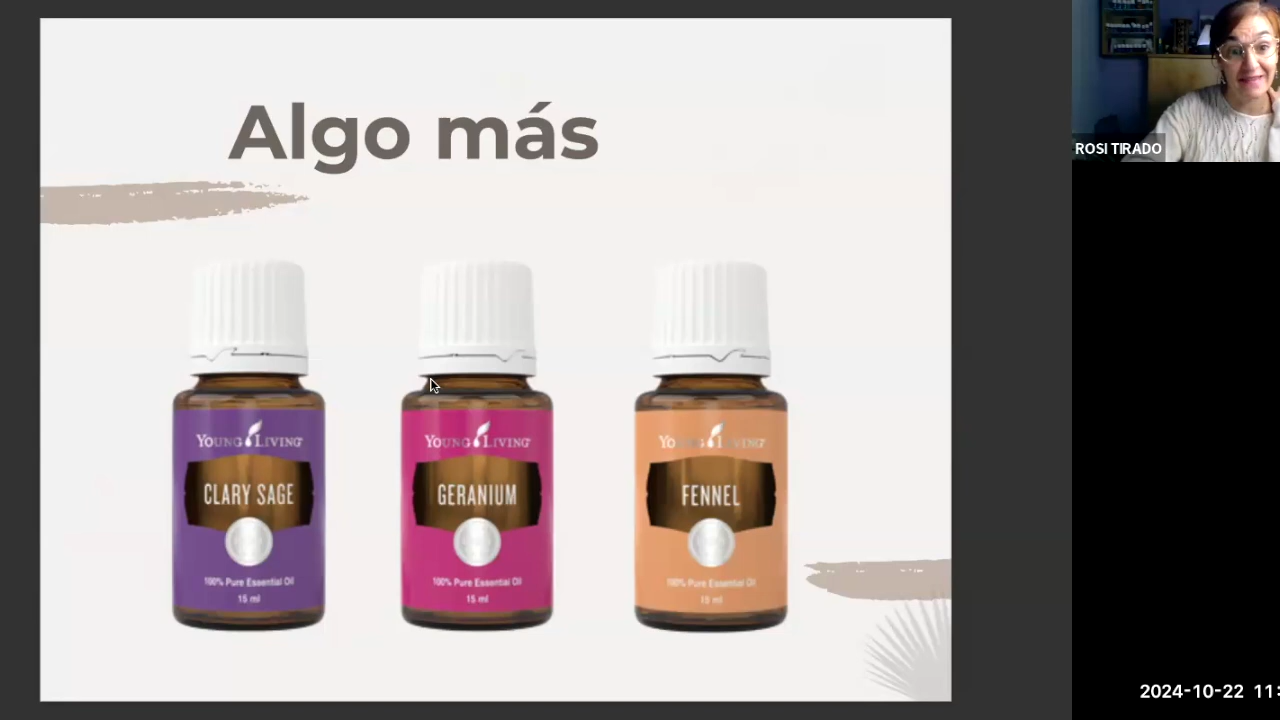 Algo más
YOUNG LIVING
CLARY SAGE
100% Pure Essential Oil
15 ml
YOUNG LIVING
GERANIUM
100% Pure Essential Oil
15 ml
YOUNG LIVING
FENNEL
100% Pure Essential Oil
15 ml
ROSI TIRADO
2024-10-22 11: